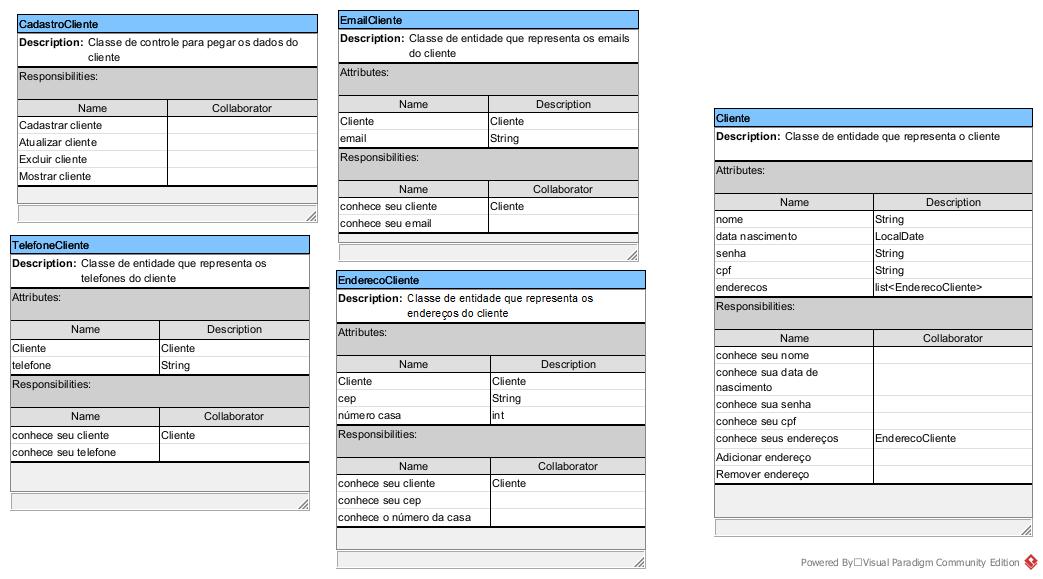 CadastroCliente
Description: Classe de controle para pegar os dados do
cliente
Responsibilities:
Name Collaborator
Cadastrar cliente
Atualizar cliente
Excluir cliente
Mostrar cliente
TelefoneCliente
Description: Classe de entidade que representa os
telefones do cliente
Attributes:
Name Description
Cliente Cliente
telefone String
Responsibilities:
Name Collaborator
conhece seu cliente Cliente
conhece seu telefone
EmailCliente
Description: Classe de entidade que representa os emails
do cliente
Attributes:
Name Description
Cliente Cliente
email String
Responsibilities:
Name Collaborator
conhece seu cliente Cliente
conhece seu email
EnderecoCliente
Description: Classe de entidade que representa os
endereços do cliente
Attributes:
Name Description
Cliente Cliente
cep String
número casa int
Responsibilities:
Name Collaborator
conhece seu cliente Cliente
conhece seu cep
conhece o número da casa
Cliente
Description: Classe de entidade que representa o cliente
Attributes:
Name Description
nome String
data nascimento LocalDate
senha String
cpf String
enderecos list<EnderecoCliente>
Responsibilities:
Name Collaborator
conhece seu nome
conhece sua data de
nascimento
conhece sua senha
conhece seu cpf
conhece seus endereços EnderecoCliente
Adicionar endereço
Remover endereço
Powered By□Visual Paradigm Community Edition